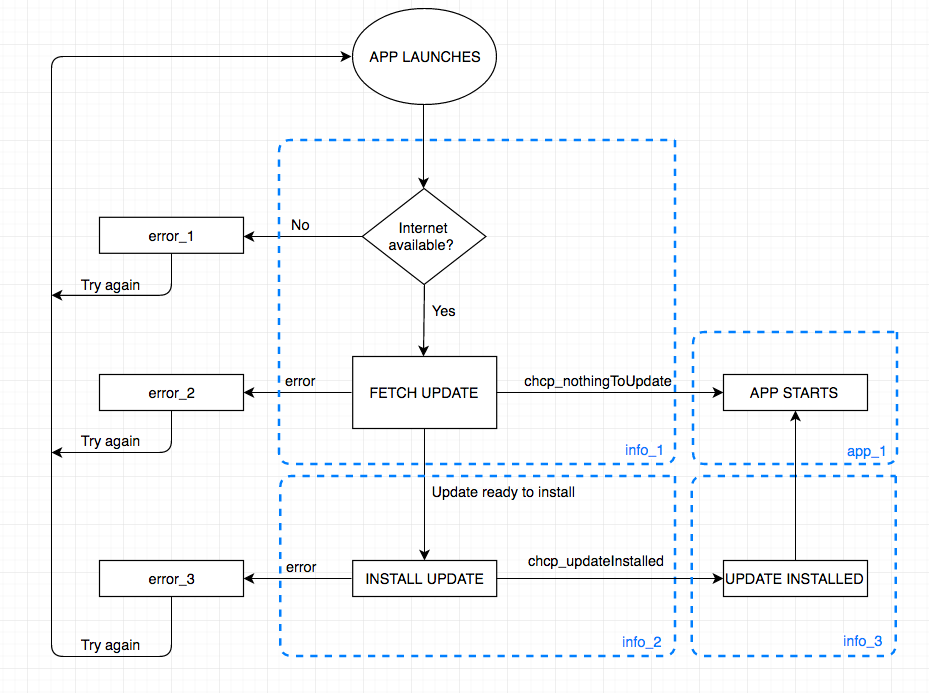 APP LAUNCHES
No
Internet
available?
error_1
Try again
Yes
error
chcp_nothingToUpdate
error_2
FETCH UPDATE
APP STARTS
Try again
info_1
app_1
Update ready to install
error
chcp_updateInstalled
error_3
INSTALL UPDATE
UPDATE INSTALLED
Try again
info_2
info_3